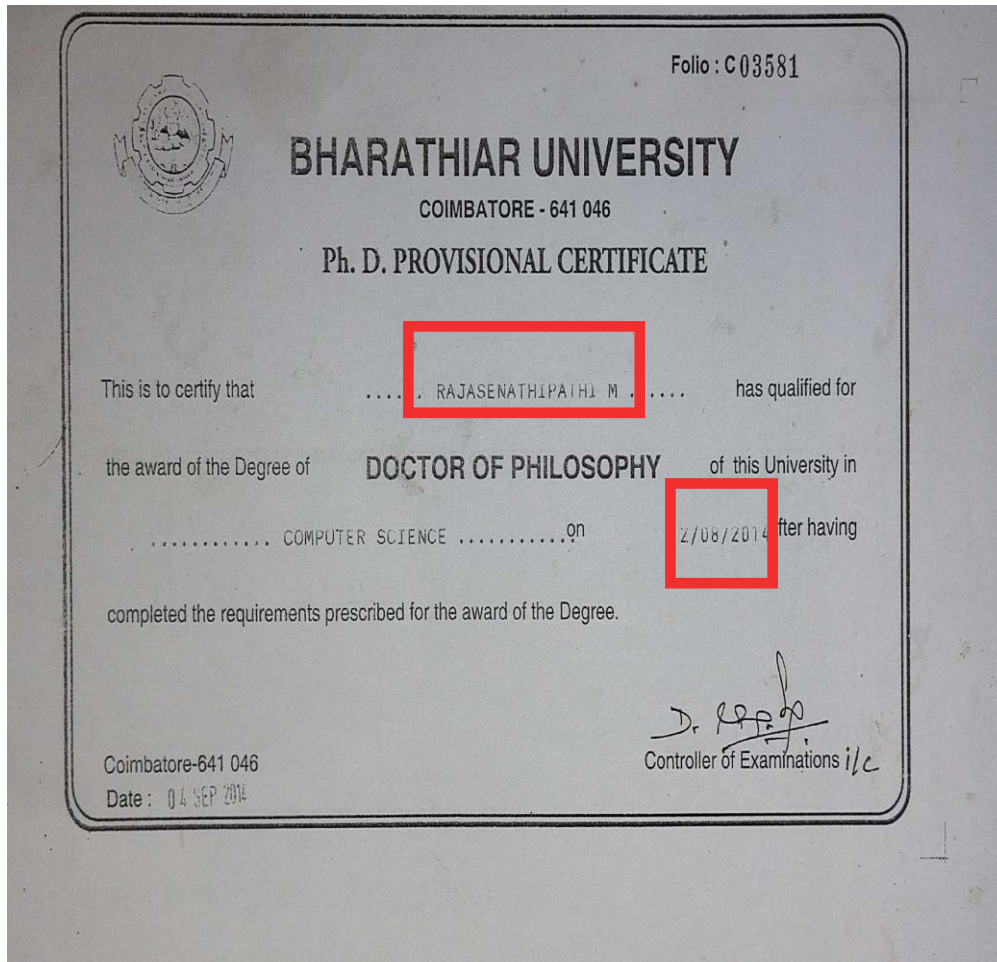 Folio : C 03581
BHARATHIAR UNIVERSITY
COIMBATORE - 641 046
Ph. D. PROVISIONAL CERTIFICATE
This is to certify that ...... RAJASENATHIPATHI M ...... has qualified for
the award of the Degree of DOCTOR OF PHILOSOPHY of this University in
............ COMPUTER SCIENCE ........... on 2/08/2014 fter having
completed the requirements prescribed for the award of the Degree.
D.
Controller of Examinations i/c
Coimbatore-641 046
Date : 04 SEP 2014